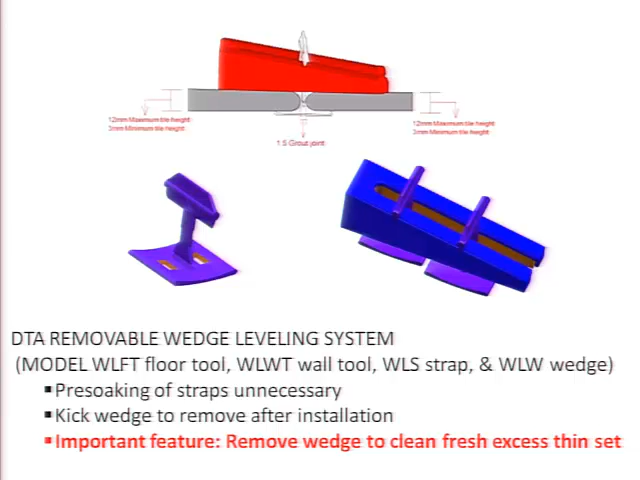 12mm Maximum tile height
3mm Minimum tile height
1.5 Grout joint
12mm Maximum tile height
3mm Minimum tile height
DTA REMOVABLE WEDGE LEVELING SYSTEM
(MODEL WLFT floor tool, WLWT wall tool, WLS strap, & WLW wedge)
▪Presoaking of straps unnecessary
▪Kick wedge to remove after installation
▪Important feature: Remove wedge to clean fresh excess thin set